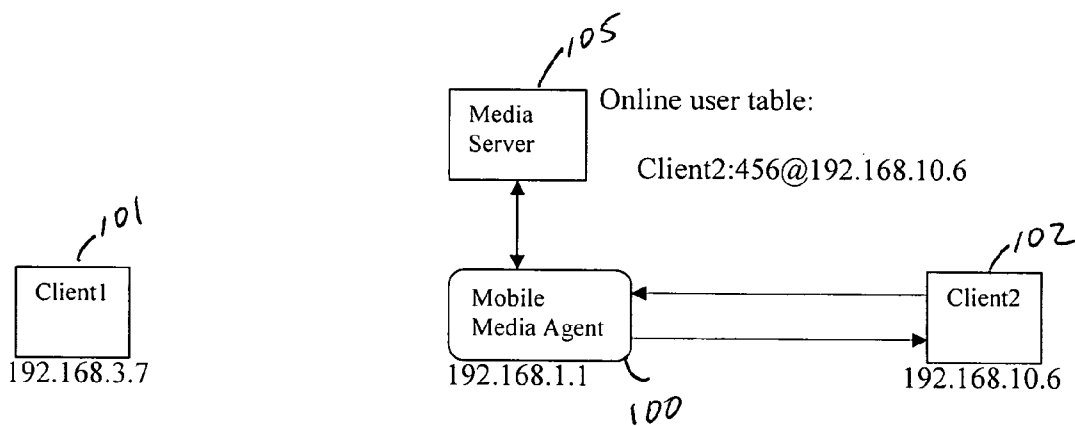 105
Media
Server
Online user table:
Client2:456@192.168.10.6
101
102
Client1
Mobile
Media Agent
Client2
192.168.3.7
192.168.1.1
192.168.10.6
100